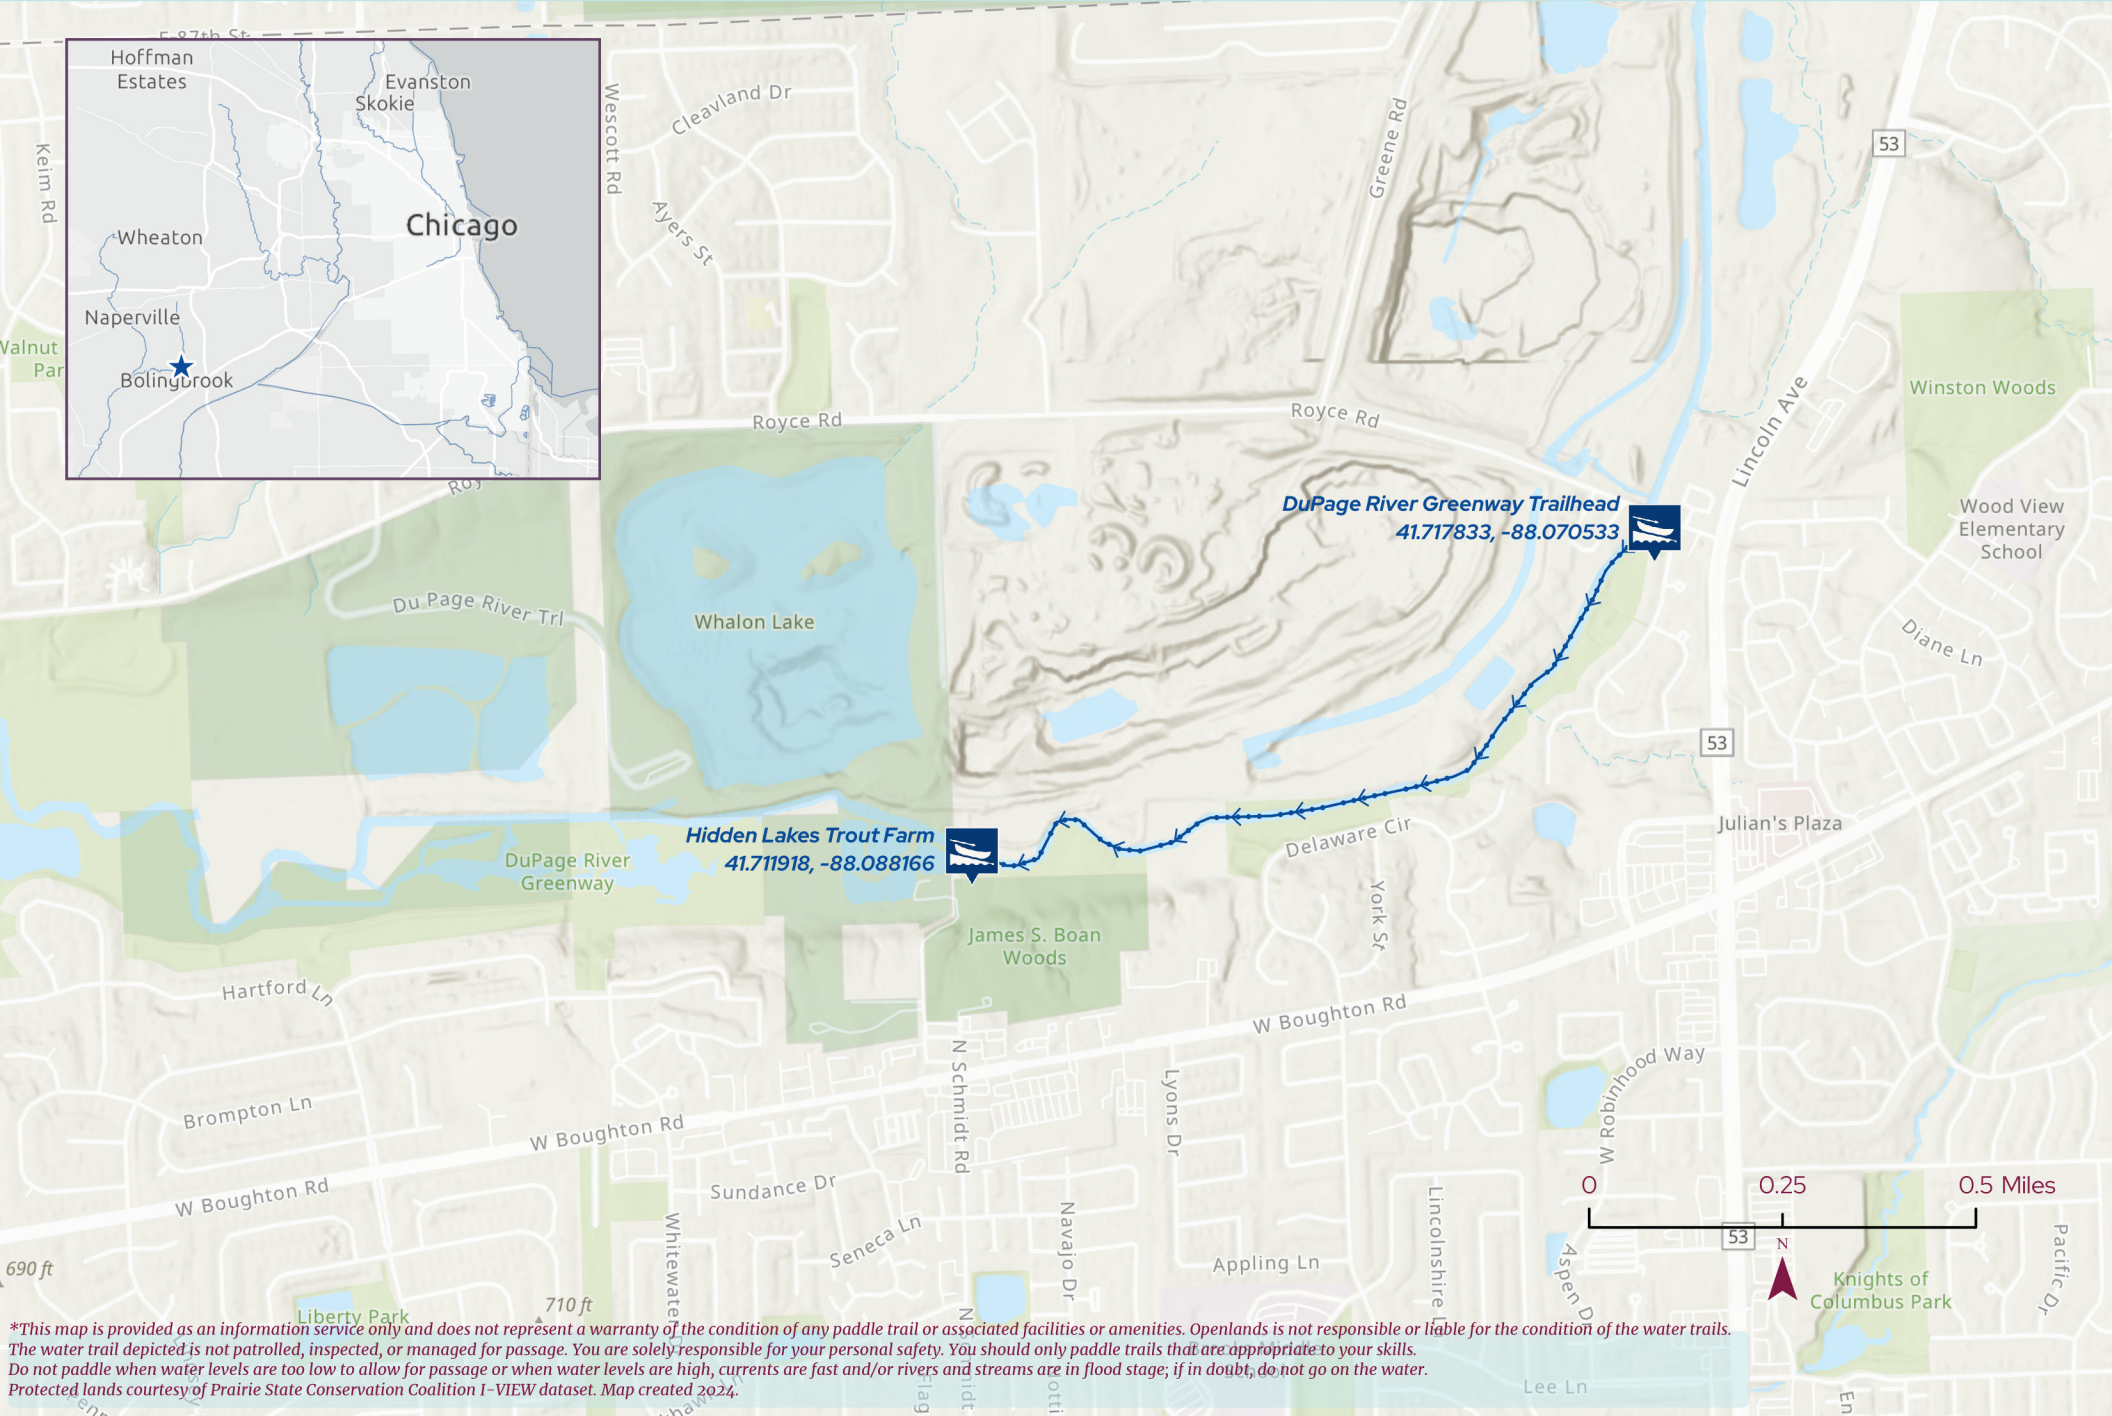 E 87th St
Hoffman
Estates
Evanston
Skokie
Chicago
Wheaton
Naperville
Bolingbrook
Keim Rd
Wescott Rd
Cleavland Dr
Ayers St
Greene Rd
53
Walnut
Royce Rd
Royce Rd
Lincoln Ave
Winston Woods
Wood View
Elementary
School
DuPage River Greenway Trailhead
41.717833, -88.070533
Du Page River Trl
Whalon Lake
Diane Ln
53
Julian's Plaza
Hidden Lakes Trout Farm
41.711918, -88.088166
DuPage River
Greenway
Delaware Cir
York St
James S. Boan
Woods
Hartford Ln
W Boughton Rd
N Schmidt Rd
Lyons Dr
W Robinhood Way
Brompton Ln
W Boughton Rd
W Boughton Rd
Sundance Dr
Seneca Ln
Navajo Dr
Appling Ln
Lincolnshire Ln
Aspen Dr
Pacific Dr
0 0.25 0.5 Miles
53
N
Knights of
Columbus Park
690 ft
710 ft
Liberty Park
*This map is provided as an information service only and does not represent a warranty of the condition of any paddle trail or associated facilities or amenities. Openlands is not responsible or liable for the condition of the water trails.
The water trail depicted is not patrolled, inspected, or managed for passage. You are solely responsible for your personal safety. You should only paddle trails that are appropriate to your skills.
Do not paddle when water levels are too low to allow for passage or when water levels are high, currents are fast and/or rivers and streams are in flood stage; if in doubt, do not go on the water.
Protected lands courtesy of Prairie State Conservation Coalition I-VIEW dataset. Map created 2024.
Lee Ln